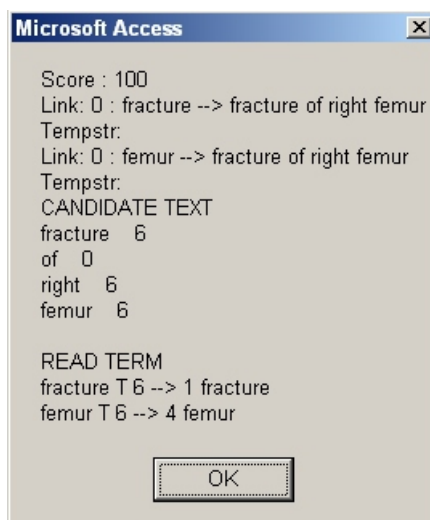 Microsoft Access
Score : 100
Link: 0 : fracture --> fracture of right femur
Tempstr:
Link: 0 : femur --> fracture of right femur
Tempstr:
CANDIDATE TEXT
fracture 6
of 0
right 6
femur 6
READ TERM
fracture T 6 --> 1 fracture
femur T 6 --> 4 femur
OK